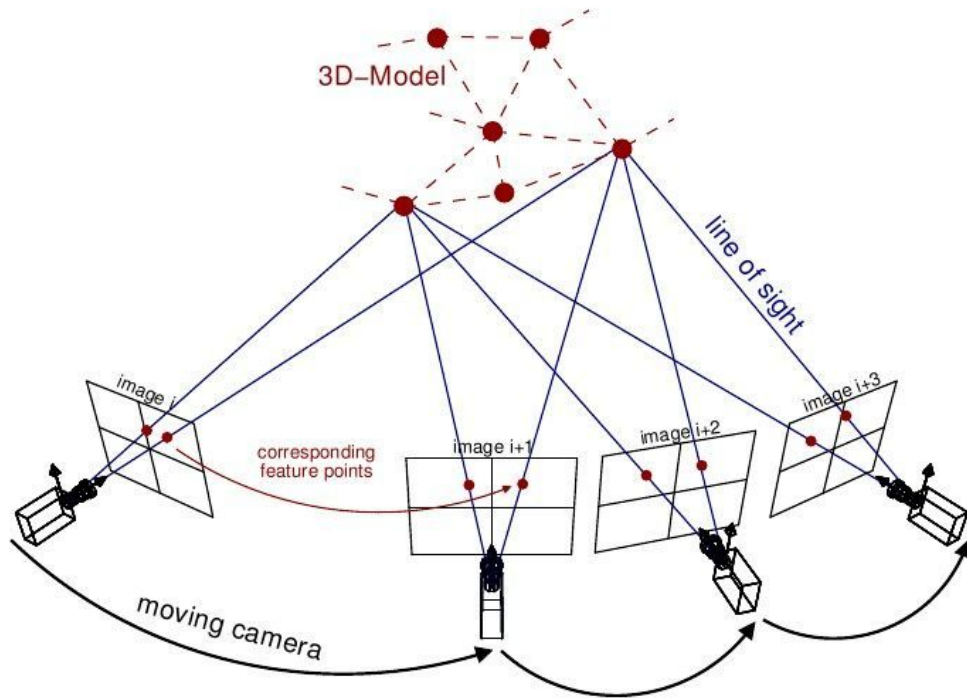 3D-Model
line of sight
image i
image i+1
image i+2
image i+3
corresponding
feature points
moving camera